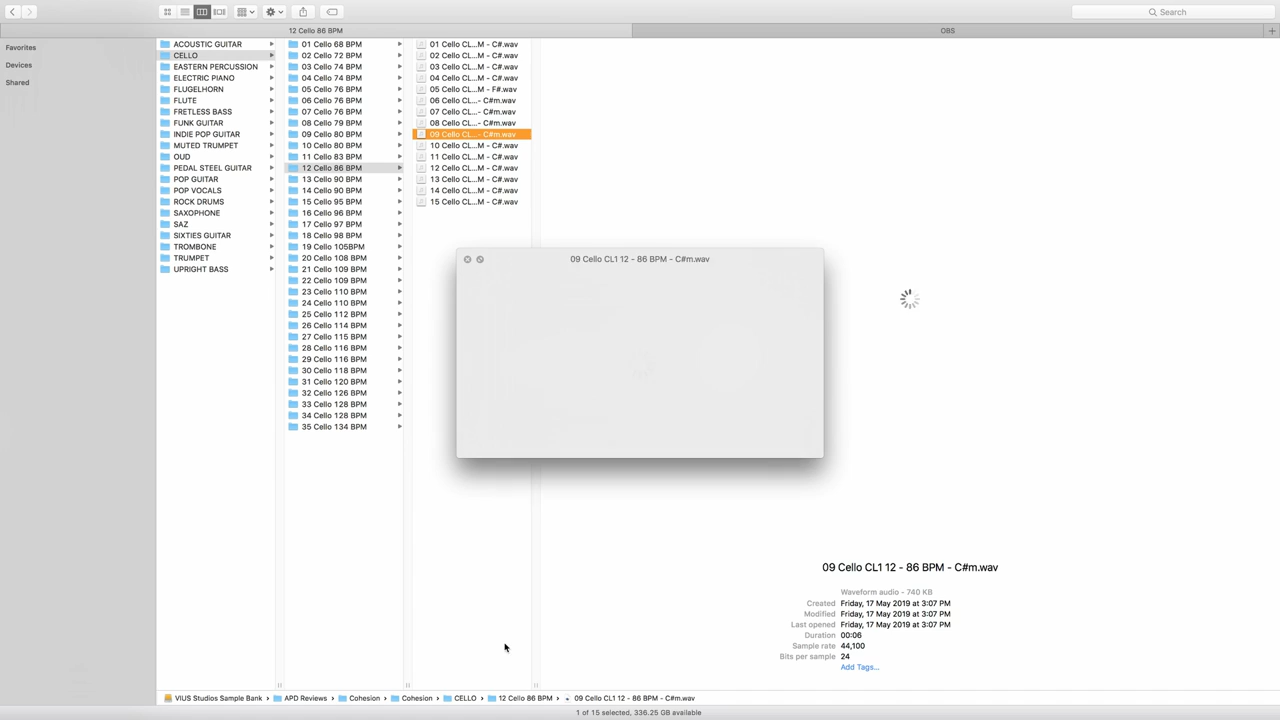 Search
12 Cello 86 BPM
OBS
Favorites
Devices
Shared
ACOUSTIC GUITAR
CELLO
EASTERN PERCUSSION
ELECTRIC PIANO
FLUGELHORN
FLUTE
FRETLESS BASS
FUNK GUITAR
INDIE POP GUITAR
MUTED TRUMPET
OUD
PEDAL STEEL GUITAR
POP GUITAR
POP VOCALS
ROCK DRUMS
SAXOPHONE
SAZ
SIXTIES GUITAR
TROMBONE
TRUMPET
UPRIGHT BASS
01 Cello 68 BPM
02 Cello 72 BPM
03 Cello 74 BPM
04 Cello 74 BPM
05 Cello 76 BPM
06 Cello 76 BPM
07 Cello 76 BPM
08 Cello 79 BPM
09 Cello 80 BPM
10 Cello 80 BPM
11 Cello 83 BPM
12 Cello 86 BPM
13 Cello 90 BPM
14 Cello 90 BPM
15 Cello 95 BPM
16 Cello 96 BPM
17 Cello 97 BPM
18 Cello 98 BPM
19 Cello 105BPM
20 Cello 108 BPM
21 Cello 109 BPM
22 Cello 109 BPM
23 Cello 110 BPM
24 Cello 110 BPM
25 Cello 112 BPM
26 Cello 114 BPM
27 Cello 115 BPM
28 Cello 116 BPM
29 Cello 116 BPM
30 Cello 118 BPM
31 Cello 120 BPM
32 Cello 126 BPM
33 Cello 128 BPM
34 Cello 128 BPM
35 Cello 134 BPM
01 Cello CL...M - C#.wav
02 Cello CL...M - C#.wav
03 Cello CL...M - C#.wav
04 Cello CL...M - C#.wav
05 Cello CL...M - F#.wav
06 Cello CL...- C#m.wav
07 Cello CL...- C#m.wav
08 Cello CL...- C#m.wav
09 Cello CL...- C#m.wav
10 Cello CL...M - C#.wav
11 Cello CL...M - C#.wav
12 Cello CL...M - C#.wav
13 Cello CL...M - C#.wav
14 Cello CL...M - C#.wav
15 Cello CL...M - C#.wav
09 Cello CL1 12 - 86 BPM - C#m.wav
09 Cello CL1 12 - 86 BPM - C#m.wav
Waveform audio - 740 KB
Created Friday, 17 May 2019 at 3:07 PM
Modified Friday, 17 May 2019 at 3:07 PM
Last opened Friday, 17 May 2019 at 3:07 PM
Duration 00:06
Sample rate 44,100
Bits per sample 24
Add Tags...
VIUS Studios Sample Bank APD Reviews Cohesion Cohesion CELLO 12 Cello 86 BPM 09 Cello CL1 12 - 86 BPM - C#m.wav
1 of 15 selected, 336.25 GB available